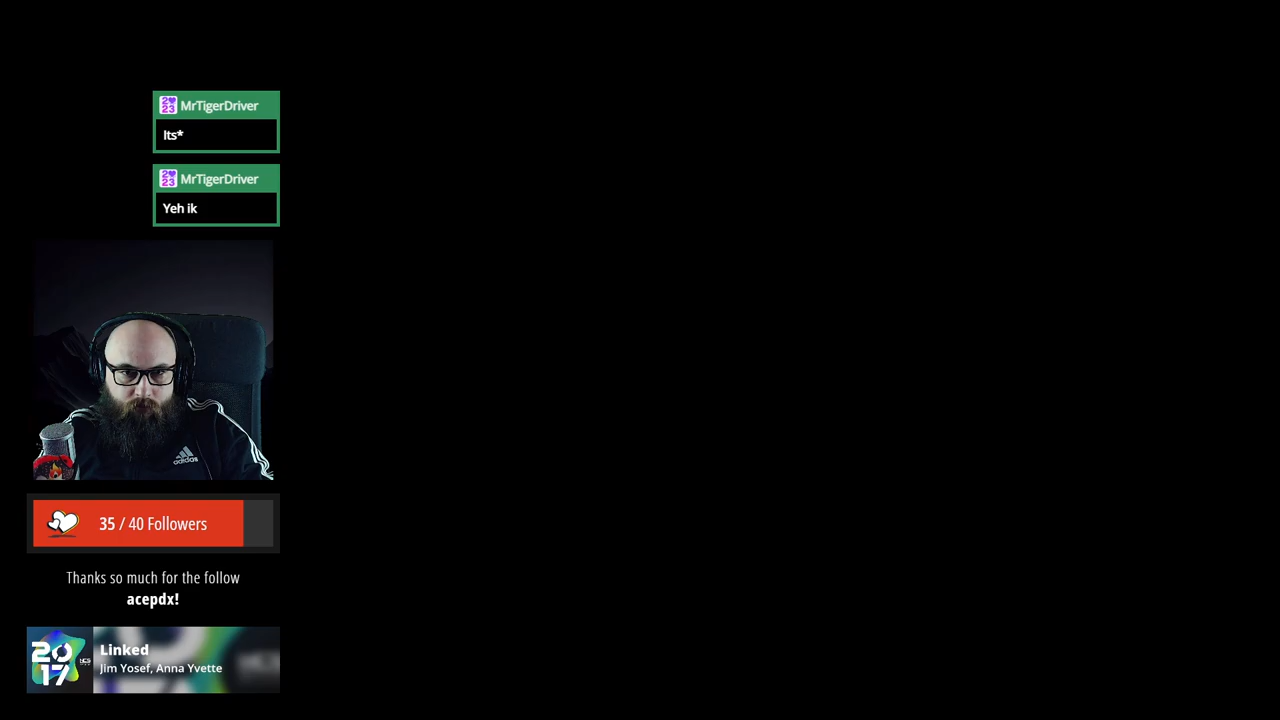 MrTigerDriver
Its*
MrTigerDriver
Yeh ik
adidas
35 / 40 Followers
Thanks so much for the follow
acepdx!
2017
Linked
Jim Yosef, Anna Yvette